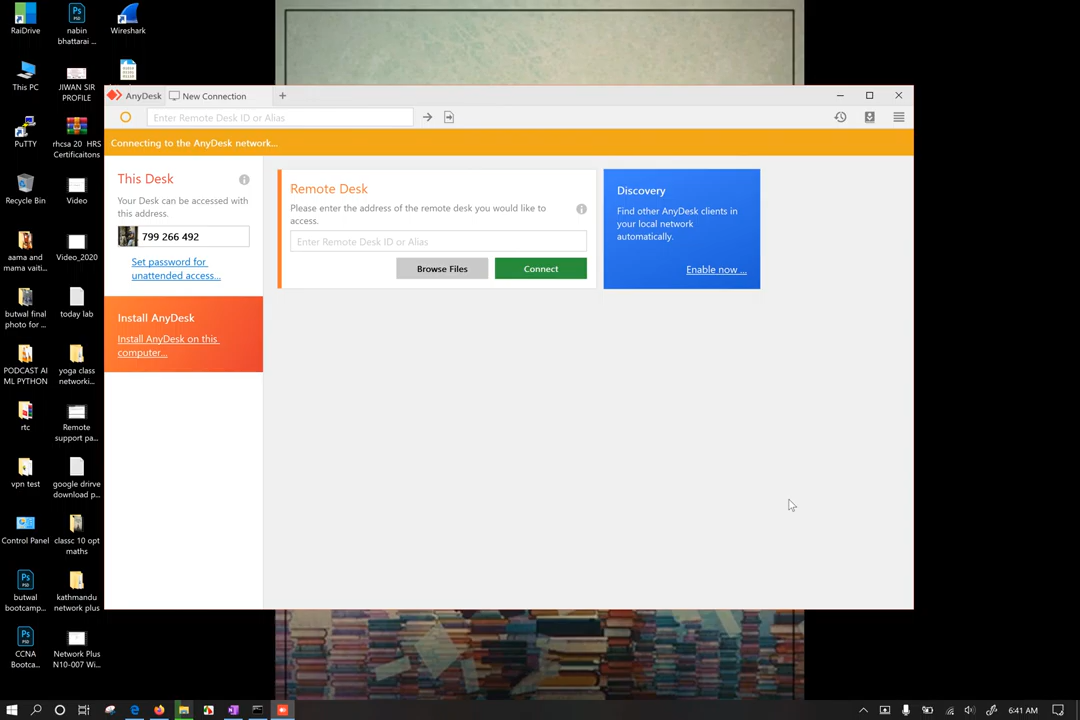 RaiDrive
nabin
bhattarai ...
Wireshark
This PC
JIWAN SIR
PROFILE
PuTTY
rhcsa 20 HRS
Certificaitons
Recycle Bin
Video
aama and
mama vaiti...
Video_2020
butwal final
photo for ...
today lab
PODCAST AI
ML PYTHON
yoga class
networki...
rtc
Remote
support pa...
vpn test
google drirve
download p...
Control Panel
classc 10 opt
maths
butwal
bootcamp...
kathmandu
network plus
CCNA
Bootca...
Network Plus
N10-007 Wi...
AnyDesk
New Connection
Enter Remote Desk ID or Alias
Connecting to the AnyDesk network...
This Desk
Your Desk can be accessed with
this address.
799 266 492
Set password for
unattended access...
Install AnyDesk
Install AnyDesk on this
computer...
Remote Desk
Please enter the address of the remote desk you would like to
access.
Enter Remote Desk ID or Alias
Browse Files
Connect
Discovery
Find other AnyDesk clients in
your local network
automatically.
Enable now ...
6:41 AM